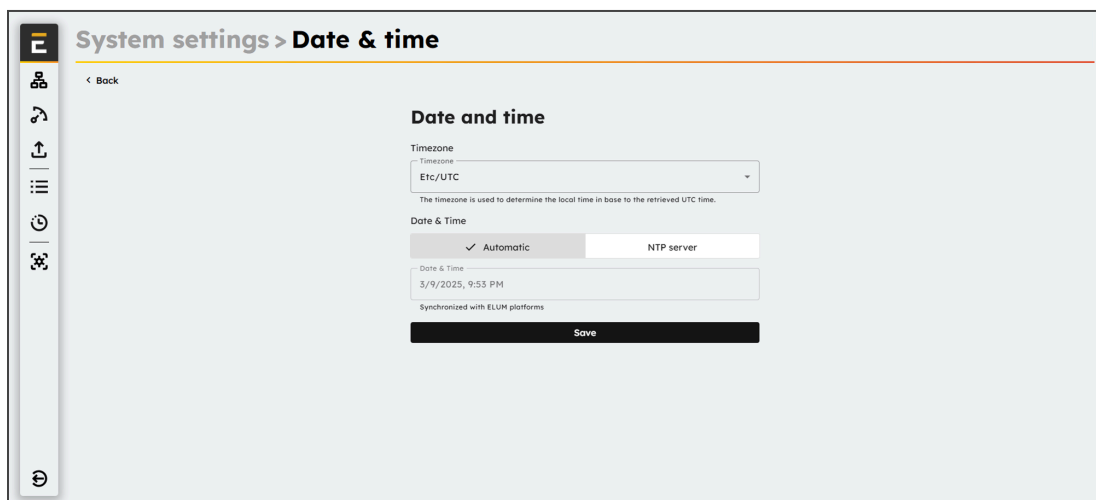 System settings > Date & time
< Back
Date and time
Timezone
Timezone
Etc/UTC
The timezone is used to determine the local time in base to the retrieved UTC time.
Date & Time
Automatic
NTP server
Date & Time
3/9/2025, 9:53 PM
Synchronized with ELUM platforms
Save